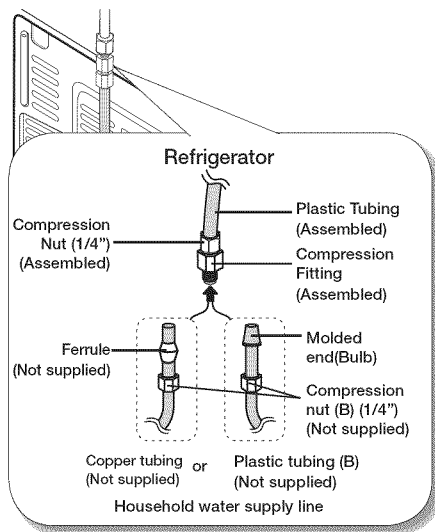 Refrigerator
Compression
Nut (1/4")
(Assembled)
Plastic Tubing
(Assembled)
Compression
Fitting
(Assembled)
Ferrule
(Not supplied)
Molded
end(Bulb)
Compression
nut (B) (1/4")
(Not supplied)
Copper tubing
(Not supplied)
or
Plastic tubing (B)
(Not supplied)
Household water supply line